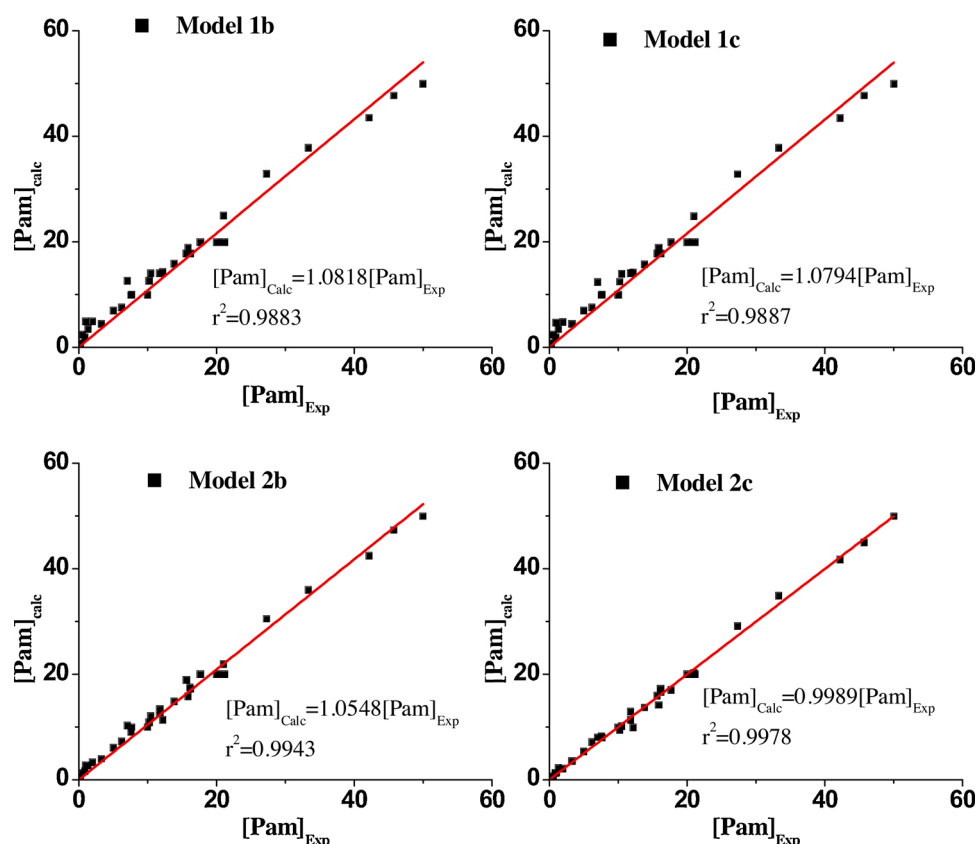 Model 1b
60
40
20
0
[Pam]calc
[Pam]Calc=1.0818[Pam]Exp
r²=0.9883
0 20 40 60
[Pam]Exp
Model 1c
60
40
20
0
[Pam]calc
[Pam]Calc=1.0794[Pam]Exp
r²=0.9887
0 20 40 60
[Pam]Exp
Model 2b
60
40
20
0
[Pam]calc
[Pam]Calc=1.0548[Pam]Exp
r²=0.9943
0 20 40 60
[Pam]Exp
Model 2c
60
40
20
0
[Pam]calc
[Pam]Calc=0.9989[Pam]Exp
r²=0.9978
0 20 40 60
[Pam]Exp